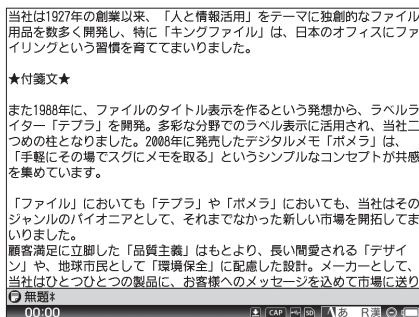 当社は1927年の創業以来、「人と情報活用」をテーマに独創的なファイル
用品を数多く開発し、特に「キングファイル」は、日本のオフィスにファ
イリングという習慣を育ててまいりました。
★付箋文★
また1988年に、ファイルのタイトル表示を作るという発想から、ラベルラ
イター「テプラ」を開発。多彩な分野でのラベル表示に活用され、当社二
つめの柱となりました。2008年に発売したデジタルメモ「ポメラ」は、
「手軽にその場でスグにメモを取る」というシンプルなコンセプトが共感
を集めています。
「ファイル」においても「テプラ」や「ポメラ」においても、当社はその
ジャンルのパイオニアとして、それまでなかった新しい市場を開拓してま
いりました。
顧客満足に立脚した「品質主義」はもとより、長い間愛される「デザイ
ン」や、地球市民として「環境保全」に配慮した設計。メーカーとして、
当社はひとつひとつの製品に、お客様へのメッセージを込めて市場に送り
無題*
00:00 CAP SD あ R漢